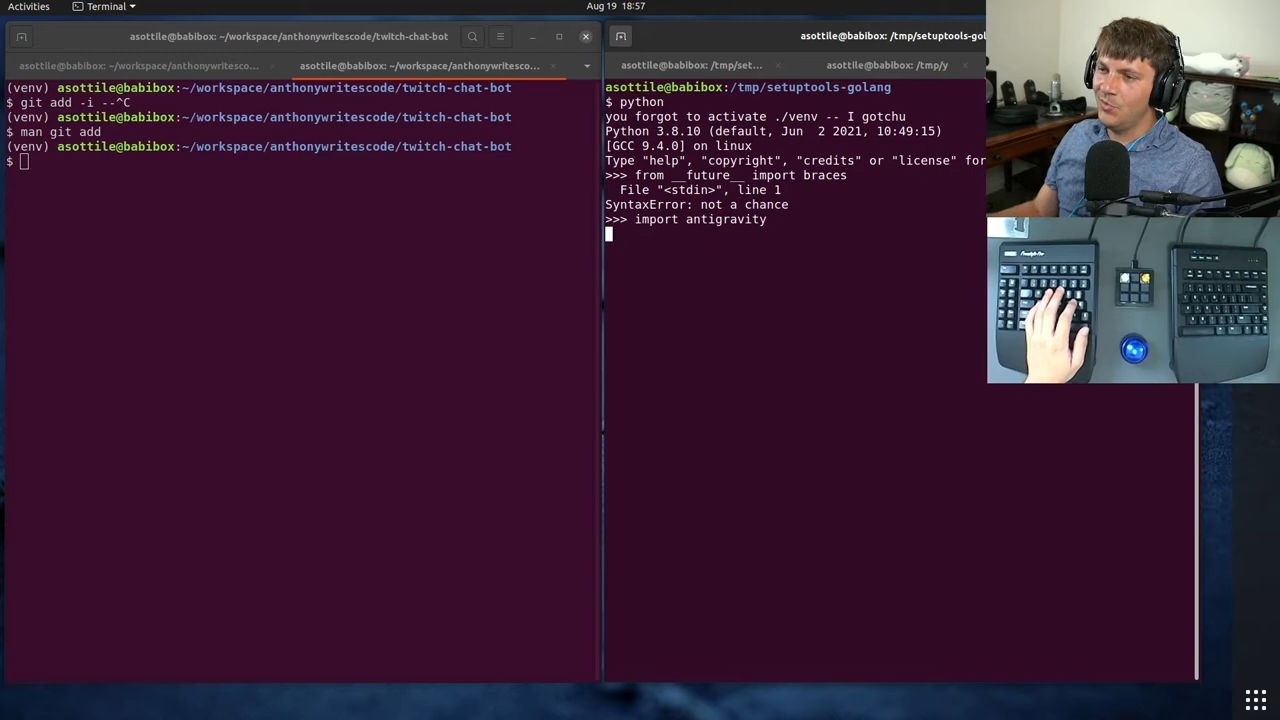 Activities
Terminal
Aug 19 18:57
asottile@babibox: ~/workspace/anthonywritescode/twitch-chat-bot
asottile@babibox: ~/workspace/anthonywritesco...
asottile@babibox: ~/workspace/anthonywritesco...
(venv) asottile@babibox:~/workspace/anthonywritescode/twitch-chat-bot
$ git add -i --^C
(venv) asottile@babibox:~/workspace/anthonywritescode/twitch-chat-bot
$ man git add
(venv) asottile@babibox:~/workspace/anthonywritescode/twitch-chat-bot
$
asottile@babibox: /tmp/setuptools-gol
asottile@babibox: /tmp/set...
asottile@babibox: /tmp/y
asottile@babibox:/tmp/setuptools-golang
$ python
you forgot to activate ./venv -- I gotchu
Python 3.8.10 (default, Jun  2 2021, 10:49:15)
[GCC 9.4.0] on linux
Type "help", "copyright", "credits" or "license" for
>>> from __future__ import braces
  File "<stdin>", line 1
SyntaxError: not a chance
>>> import antigravity